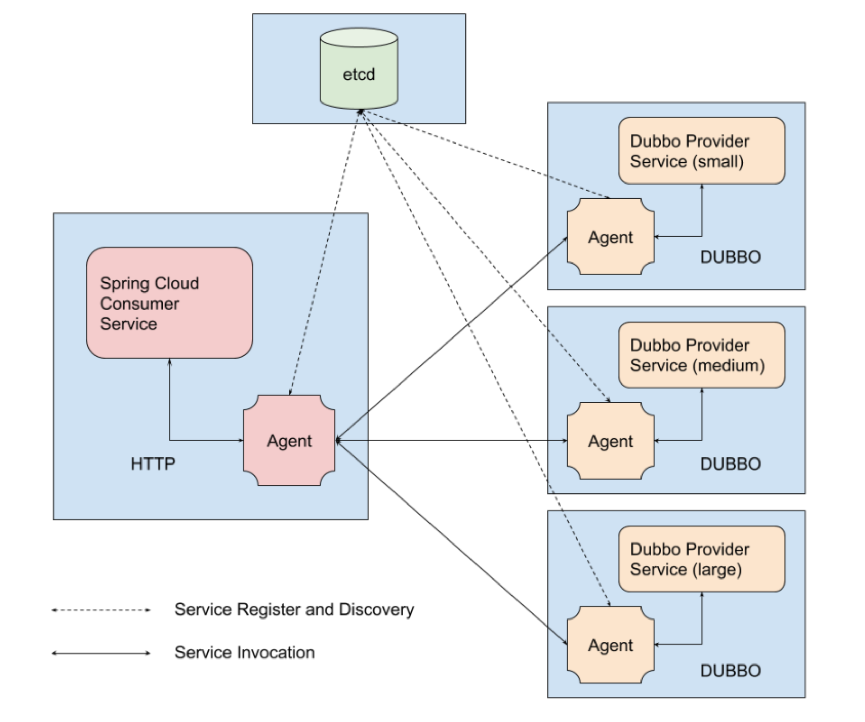 etcd
Dubbo Provider
Service (small)
Agent
DUBBO
Spring Cloud
Consumer
Service
Agent
HTTP
Dubbo Provider
Service (medium)
Agent
DUBBO
Dubbo Provider
Service (large)
Agent
DUBBO
Service Register and Discovery
Service Invocation